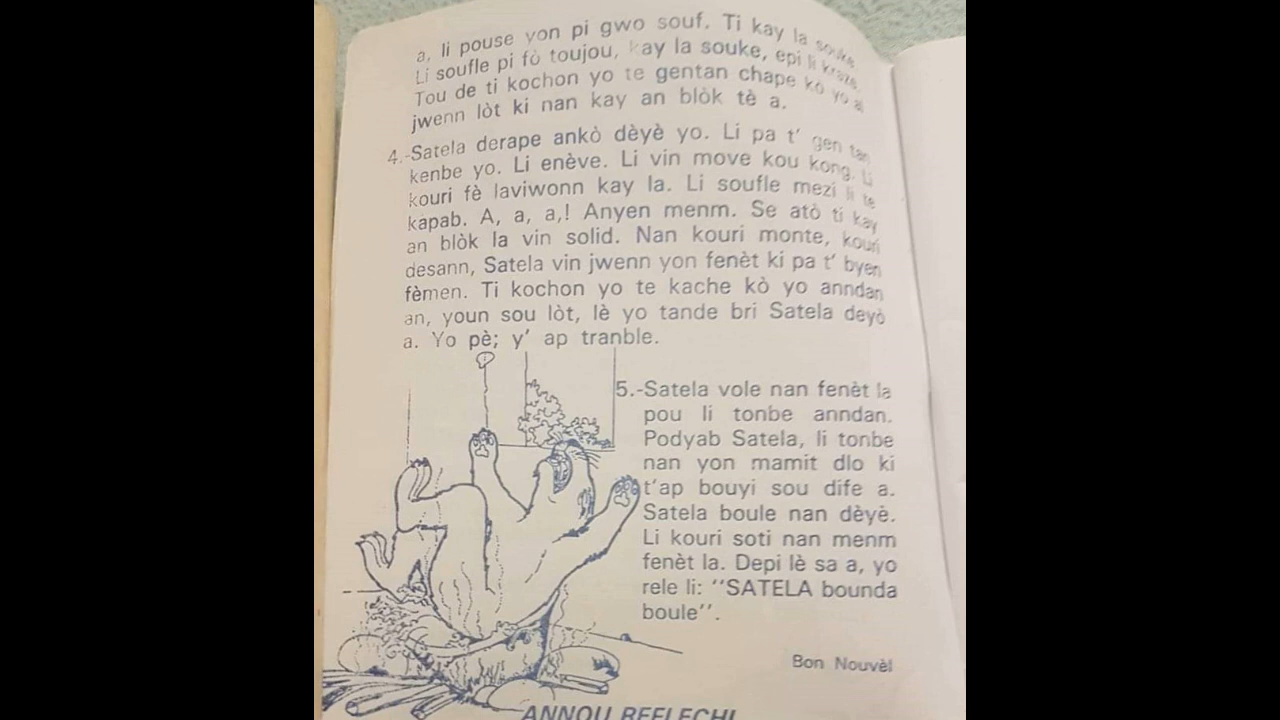 a, li pouse yon pi gwo souf. Ti kay la souke.
Li soufle pi fò toujou, kay la souke, epi li kraze.
Tou de ti kochon yo te gentan chape kò yo al
jwenn lòt ki nan kay an blòk tè a.
4.-Satela derape ankò dèyè yo. Li pa t' gen tan
kenbe yo. Li enève. Li vin move kou kong. Li
kouri fè laviwonn kay la. Li soufle mezi li te
kapab. A, a, a,! Anyen menm. Se atò ti kay
an blòk la vin solid. Nan kouri monte, kouri
desann, Satela vin jwenn yon fenèt ki pa t' byen
fèmen. Ti kochon yo te kache kò yo anndan
an, youn sou lòt, lè yo tande bri Satela deyò
a. Yo pè; y' ap tranble.
5.-Satela vole nan fenèt la
pou li tonbe anndan.
Podyab Satela, li tonbe
nan yon mamit dlo ki
t'ap bouyi sou dife a.
Satela boule nan dèyè.
Li kouri soti nan menm
fenèt la. Depi lè sa a, yo
rele li: ''SATELA bounda
boule''.
Bon Nouvèl
ANNOU REFLECHI